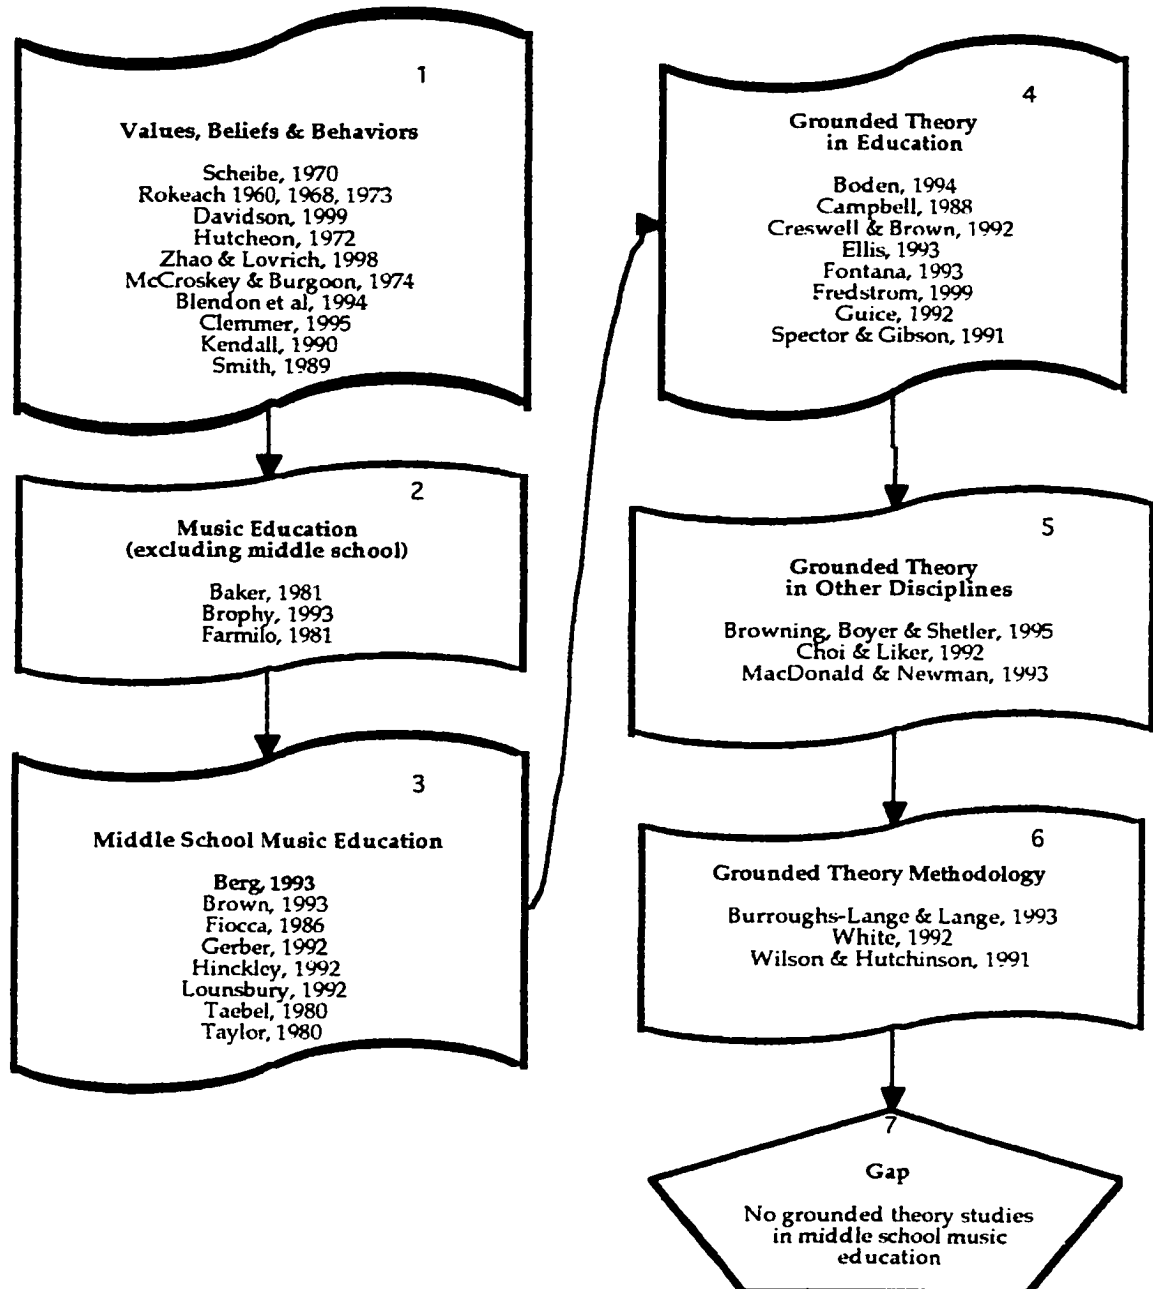 1
Values, Beliefs & Behaviors
Scheibe, 1970
Rokeach 1960, 1968, 1973
Davidson, 1999
Hutcheon, 1972
Zhao & Lovrich, 1998
McCroskey & Burgoon, 1974
Blendon et al, 1994
Clemmer, 1995
Kendall, 1990
Smith, 1989
2
Music Education
(excluding middle school)
Baker, 1981
Brophy, 1993
Farmilo, 1981
3
Middle School Music Education
Berg, 1993
Brown, 1993
Fiocca, 1986
Gerber, 1992
Hinckley, 1992
Lounsbury, 1992
Taebel, 1980
Taylor, 1980
4
Grounded Theory
in Education
Boden, 1994
Campbell, 1988
Creswell & Brown, 1992
Ellis, 1993
Fontana, 1993
Fredstrom, 1999
Guice, 1992
Spector & Gibson, 1991
5
Grounded Theory
in Other Disciplines
Browning, Boyer & Shetler, 1995
Choi & Liker, 1992
MacDonald & Newman, 1993
6
Grounded Theory Methodology
Burroughs-Lange & Lange, 1993
White, 1992
Wilson & Hutchinson, 1991
7
Gap
No grounded theory studies
in middle school music
education